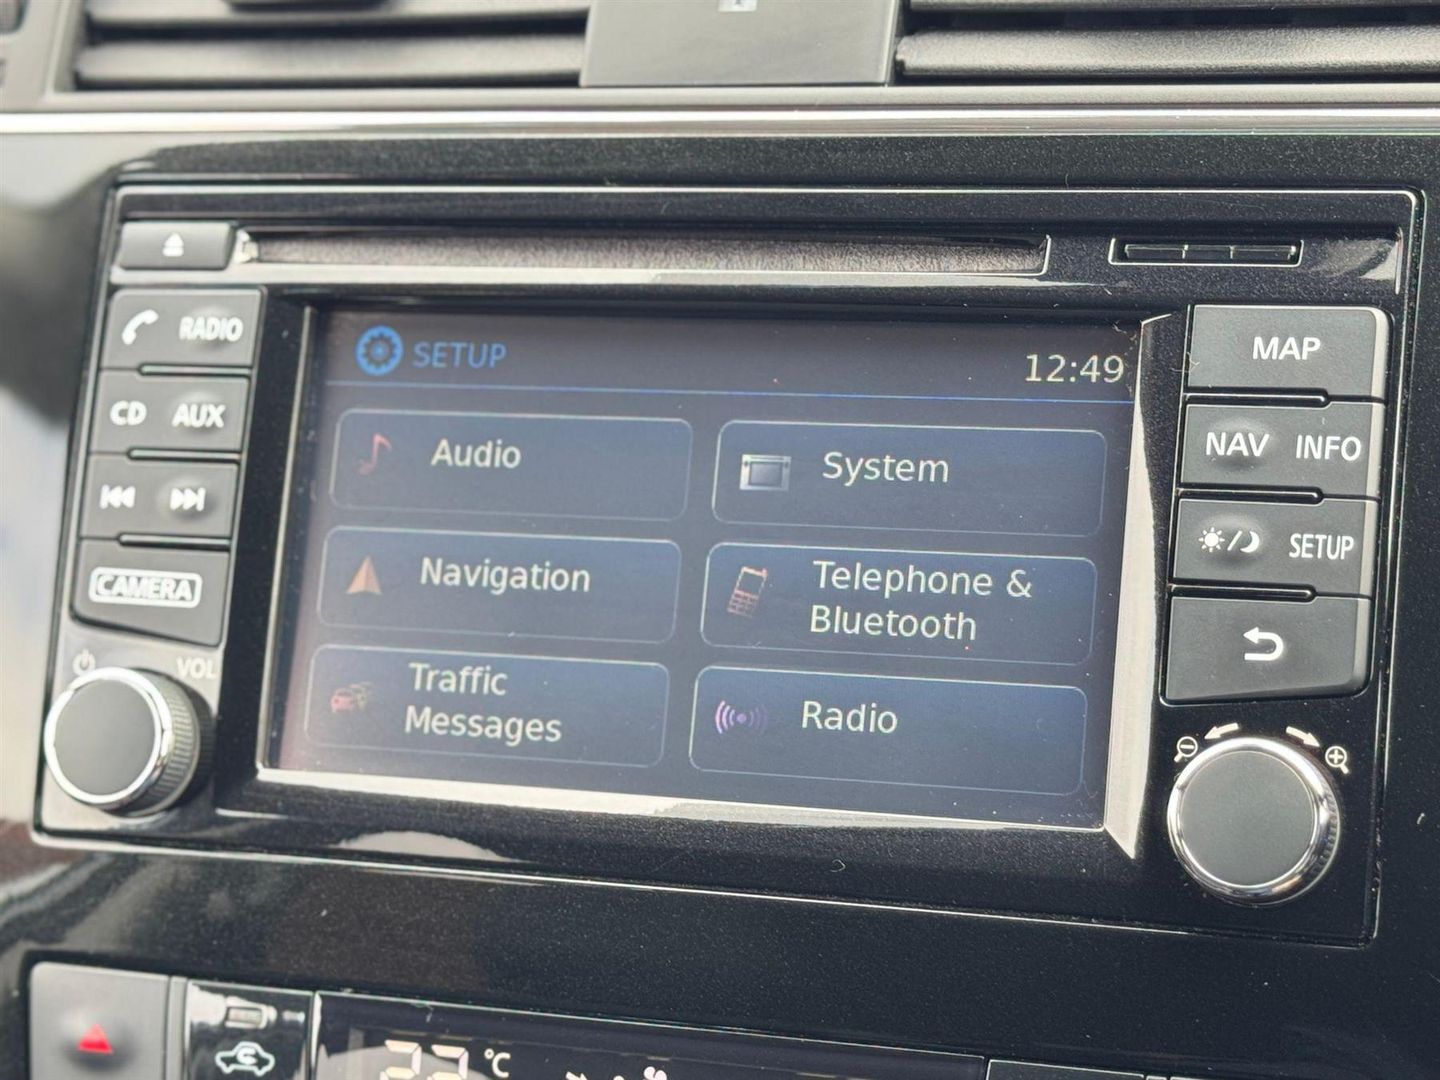 RADIO
CD AUX
CAMERA
VOL
SETUP
12:49
Audio
System
Navigation
Telephone &
Bluetooth
Traffic
Messages
Radio
MAP
NAV INFO
SETUP
°C